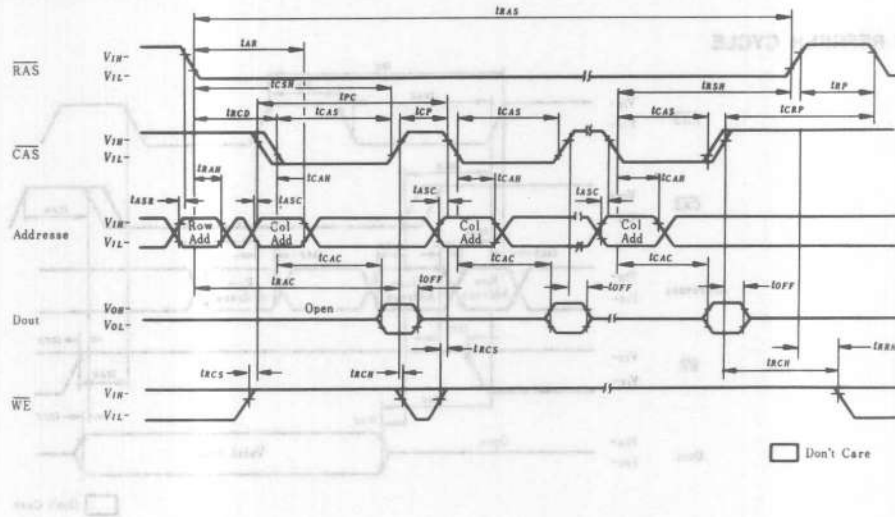 tRAS
tAR
RAS
VIH-
VIL-
tCSH
tPC
tRSH
tRP
tRCD
tCAS
tCP
tCAS
tCAS
tCRP
CAS
VIH-
VIL-
tRAH
tCAH
tCAH
tCAH
tASR
tASC
tASC
tASC
Addresse
VIH-
VIL-
Row Add
Col Add
Col Add
Col Add
tCAC
tCAC
tCAC
tRAC
tOFF
tOFF
tOFF
Dout
VOH-
VOL-
Open
tRCS
tRRH
tRCH
tRCS
tRCH
WE
VIH-
VIL-
Don't Care